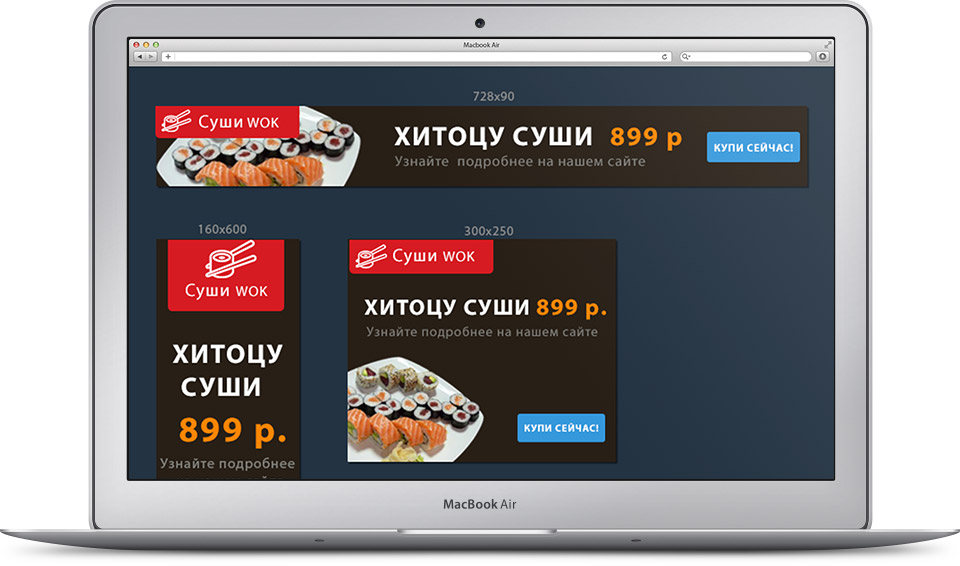 Macbook Air
728x90
Суши WOK
ХИТОЦУ СУШИ 899 р
Узнайте подробнее на нашем сайте
КУПИ СЕЙЧАС!
160x600
Суши WOK
ХИТОЦУ
СУШИ
899 р.
Узнайте подробнее
300x250
Суши WOK
ХИТОЦУ СУШИ 899 р.
Узнайте подробнее на нашем сайте
КУПИ СЕЙЧАС!
MacBook Air